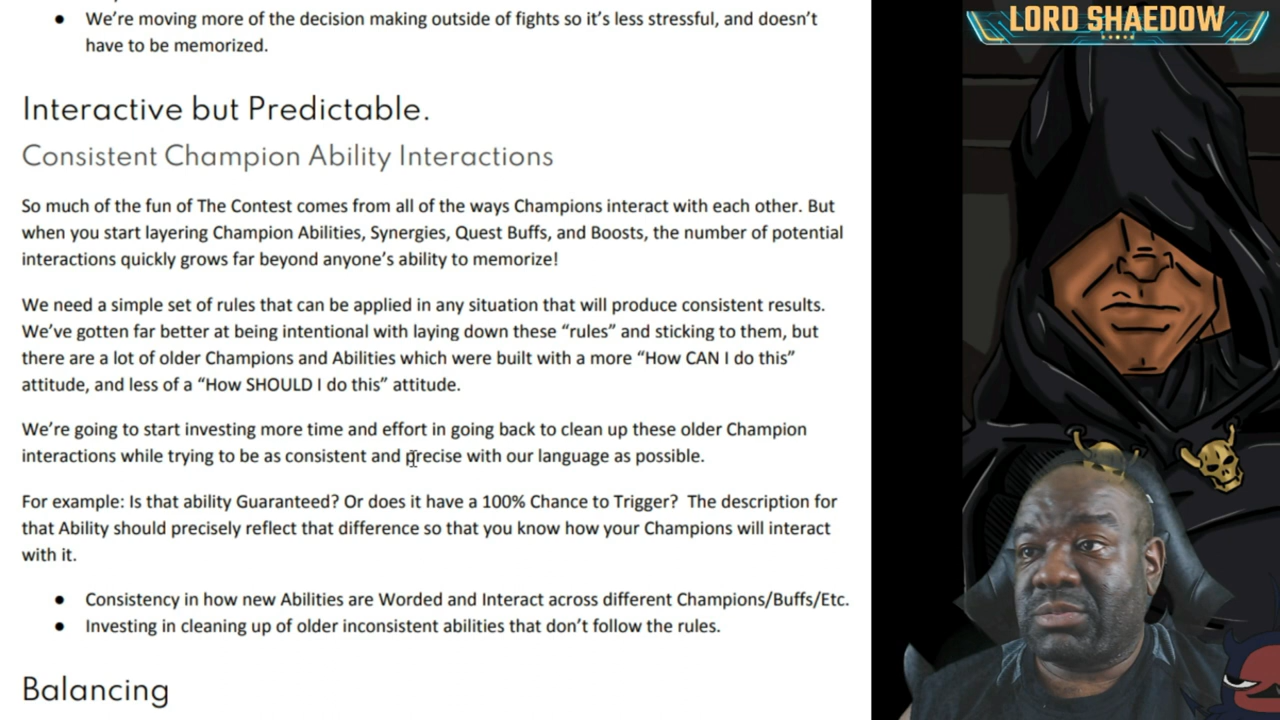 LORD SHAEDOW
● We’re moving more of the decision making outside of fights so it’s less stressful, and doesn’t
have to be memorized.
Interactive but Predictable.
Consistent Champion Ability Interactions
So much of the fun of The Contest comes from all of the ways Champions interact with each other. But
when you start layering Champion Abilities, Synergies, Quest Buffs, and Boosts, the number of potential
interactions quickly grows far beyond anyone’s ability to memorize!
We need a simple set of rules that can be applied in any situation that will produce consistent results.
We’ve gotten far better at being intentional with laying down these “rules” and sticking to them, but
there are a lot of older Champions and Abilities which were built with a more “How CAN I do this”
attitude, and less of a “How SHOULD I do this” attitude.
We’re going to start investing more time and effort in going back to clean up these older Champion
interactions while trying to be as consistent and precise with our language as possible.
For example: Is that ability Guaranteed? Or does it have a 100% Chance to Trigger? The description for
that Ability should precisely reflect that difference so that you know how your Champions will interact
with it.
● Consistency in how new Abilities are Worded and Interact across different Champions/Buffs/Etc.
● Investing in cleaning up of older inconsistent abilities that don’t follow the rules.
Balancing